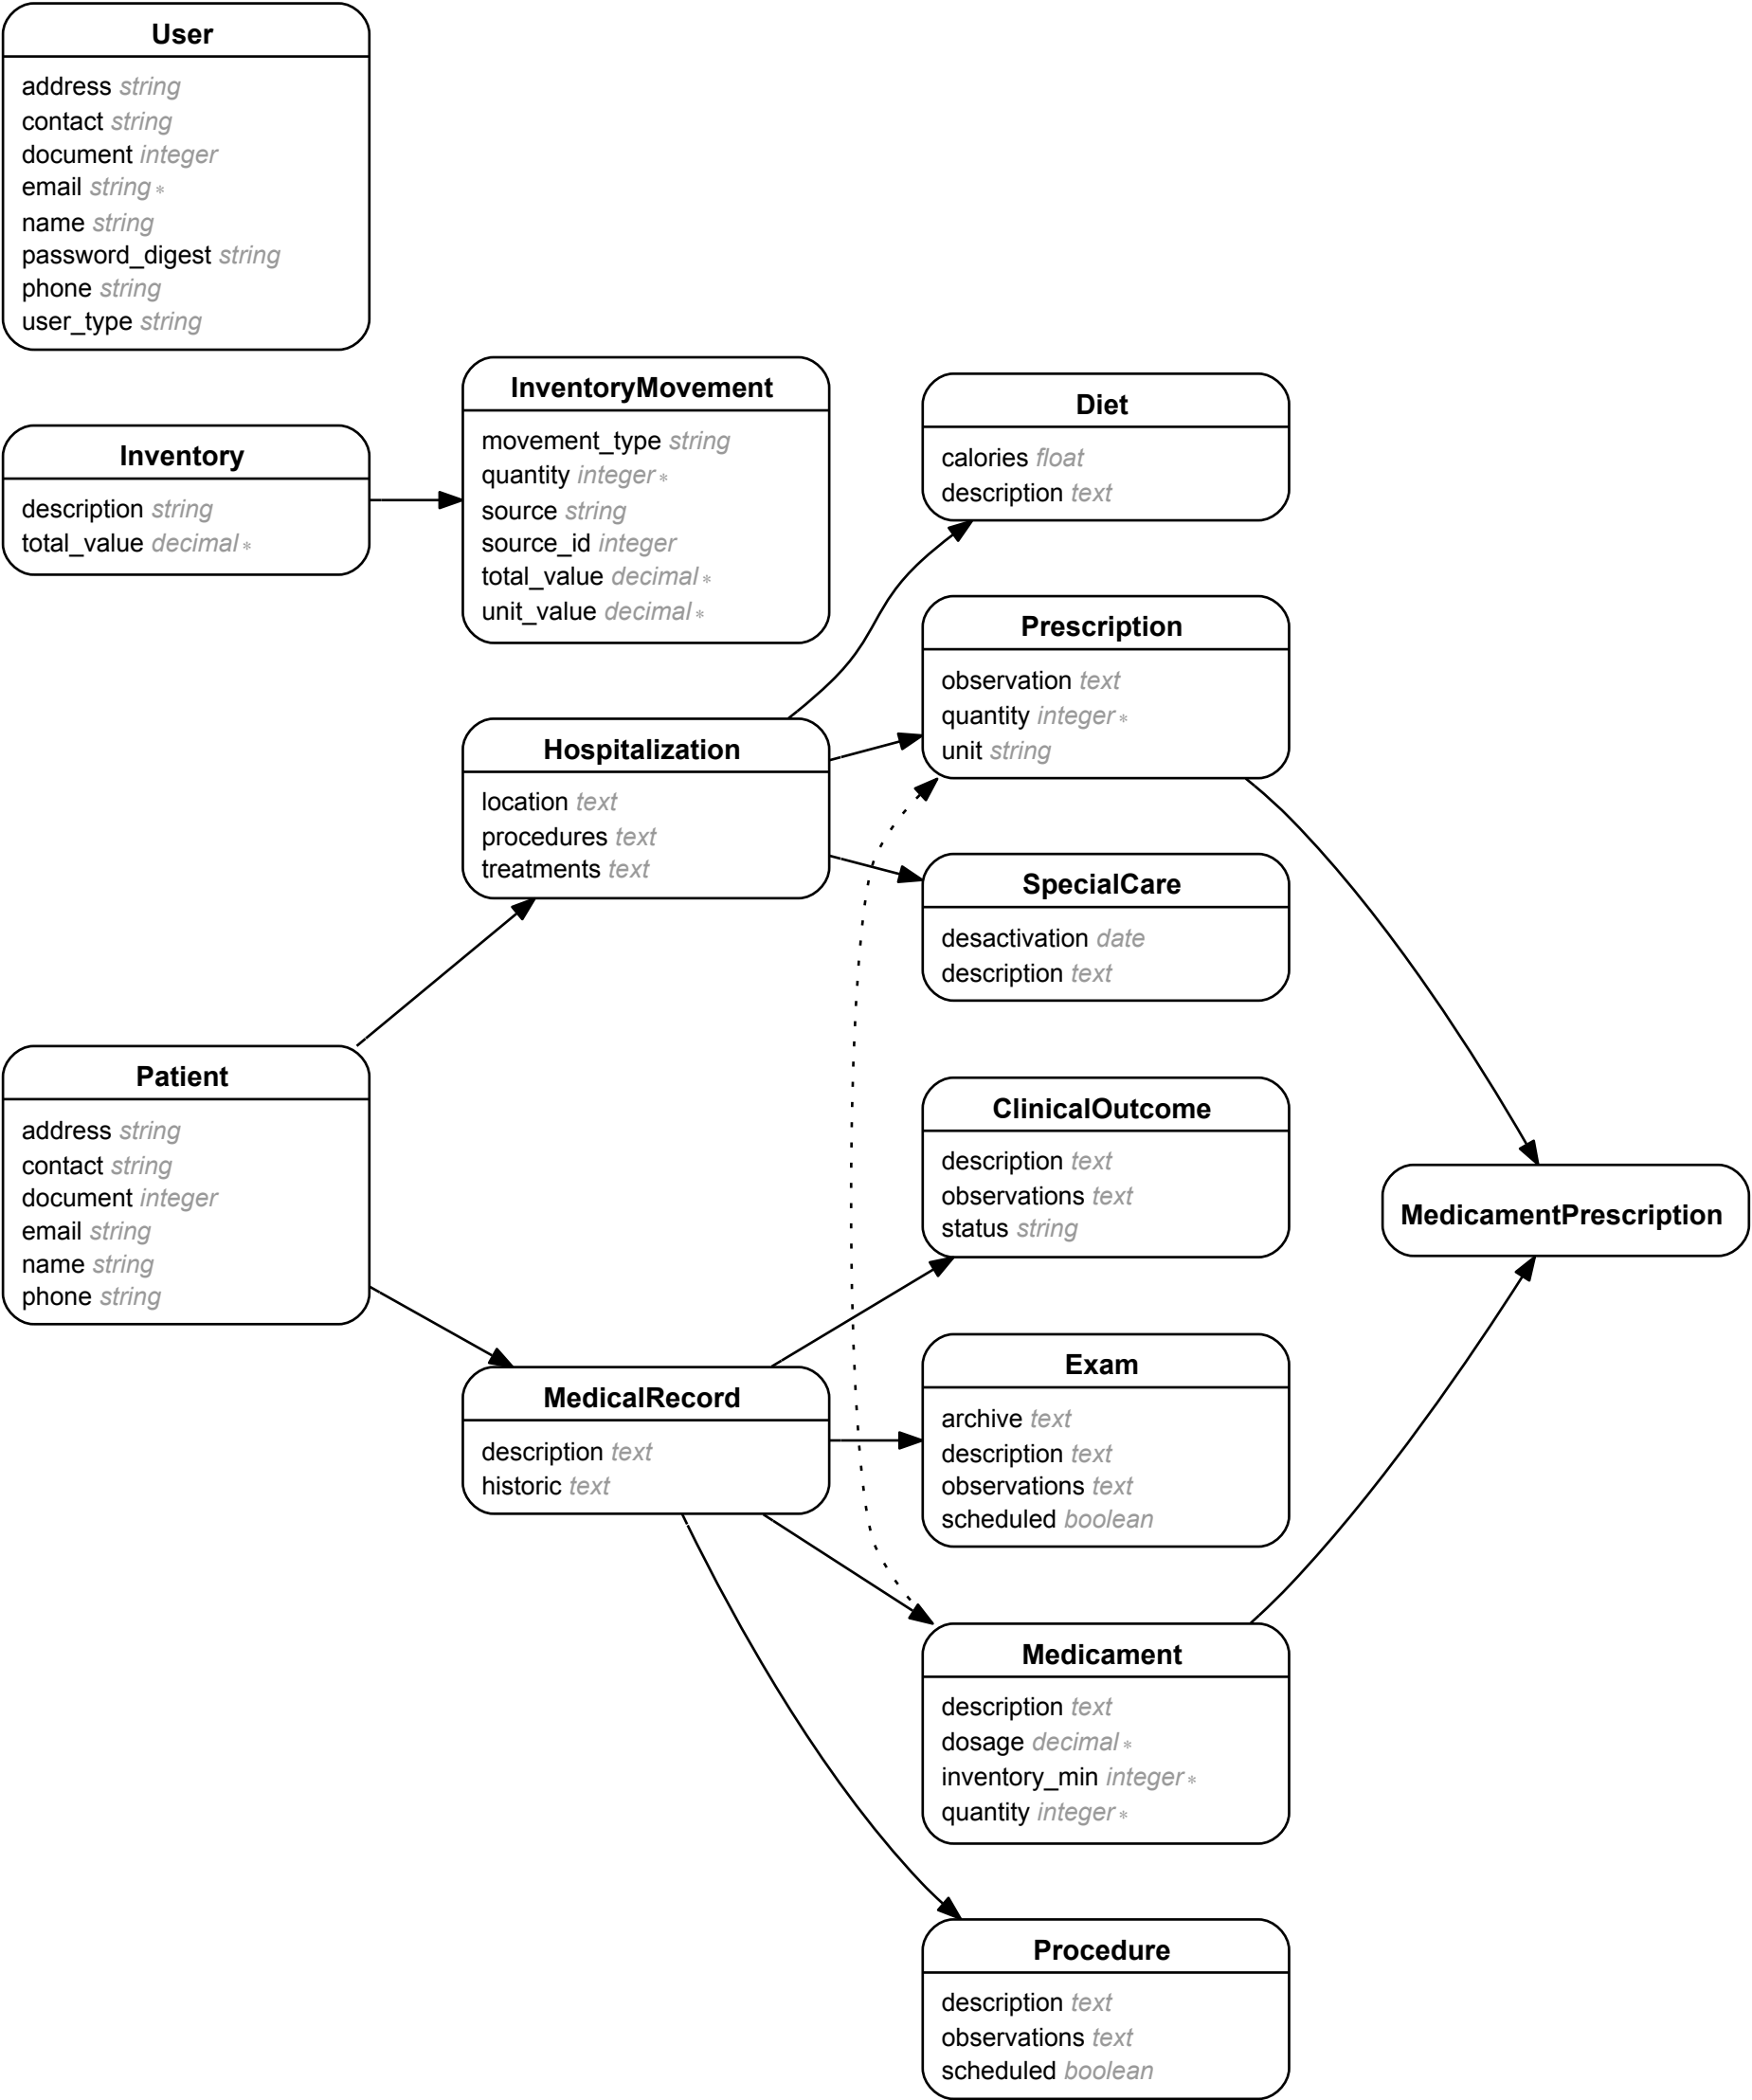 User
address string
contact string
document integer
email string *
name string
password_digest string
phone string
user_type string
Inventory
description string
total_value decimal *
InventoryMovement
movement_type string
quantity integer *
source string
source_id integer
total_value decimal *
unit_value decimal *
Diet
calories float
description text
Prescription
observation text
quantity integer *
unit string
Hospitalization
location text
procedures text
treatments text
SpecialCare
desactivation date
description text
Patient
address string
contact string
document integer
email string
name string
phone string
ClinicalOutcome
description text
observations text
status string
MedicamentPrescription
MedicalRecord
description text
historic text
Exam
archive text
description text
observations text
scheduled boolean
Medicament
description text
dosage decimal *
inventory_min integer *
quantity integer *
Procedure
description text
observations text
scheduled boolean